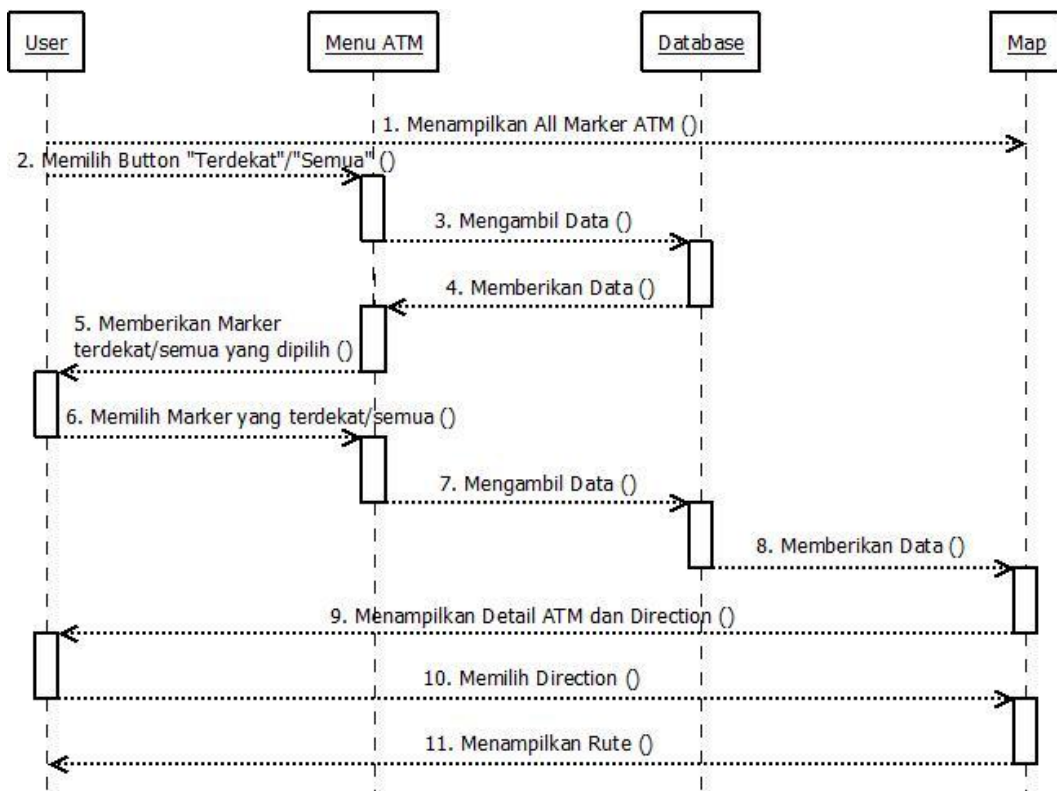 User
Menu ATM
Database
Map
1. Menampilkan All Marker ATM ()
2. Memilih Button "Terdekat"/"Semua" ()
3. Mengambil Data ()
4. Memberikan Data ()
5. Memberikan Marker
terdekat/semua yang dipilih ()
6. Memilih Marker yang terdekat/semua ()
7. Mengambil Data ()
8. Memberikan Data ()
9. Menampilkan Detail ATM dan Direction ()
10. Memilih Direction ()
11. Menampilkan Rute ()